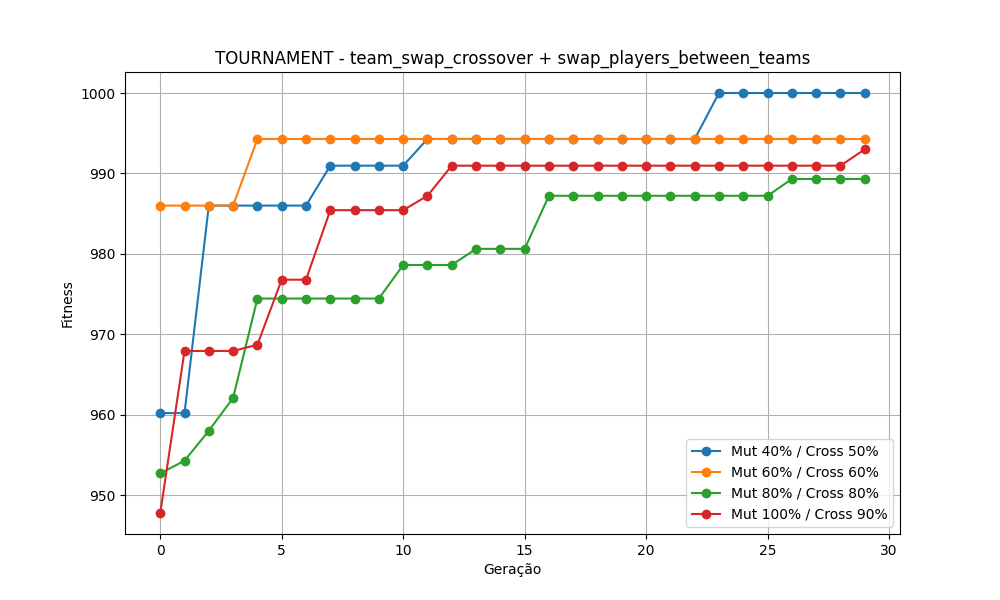 TOURNAMENT - team_swap_crossover + swap_players_between_teams
1000
990
980
970
960
950
Fitness
0 5 10 15 20 25 30
Geração
Mut 40% / Cross 50%
Mut 60% / Cross 60%
Mut 80% / Cross 80%
Mut 100% / Cross 90%